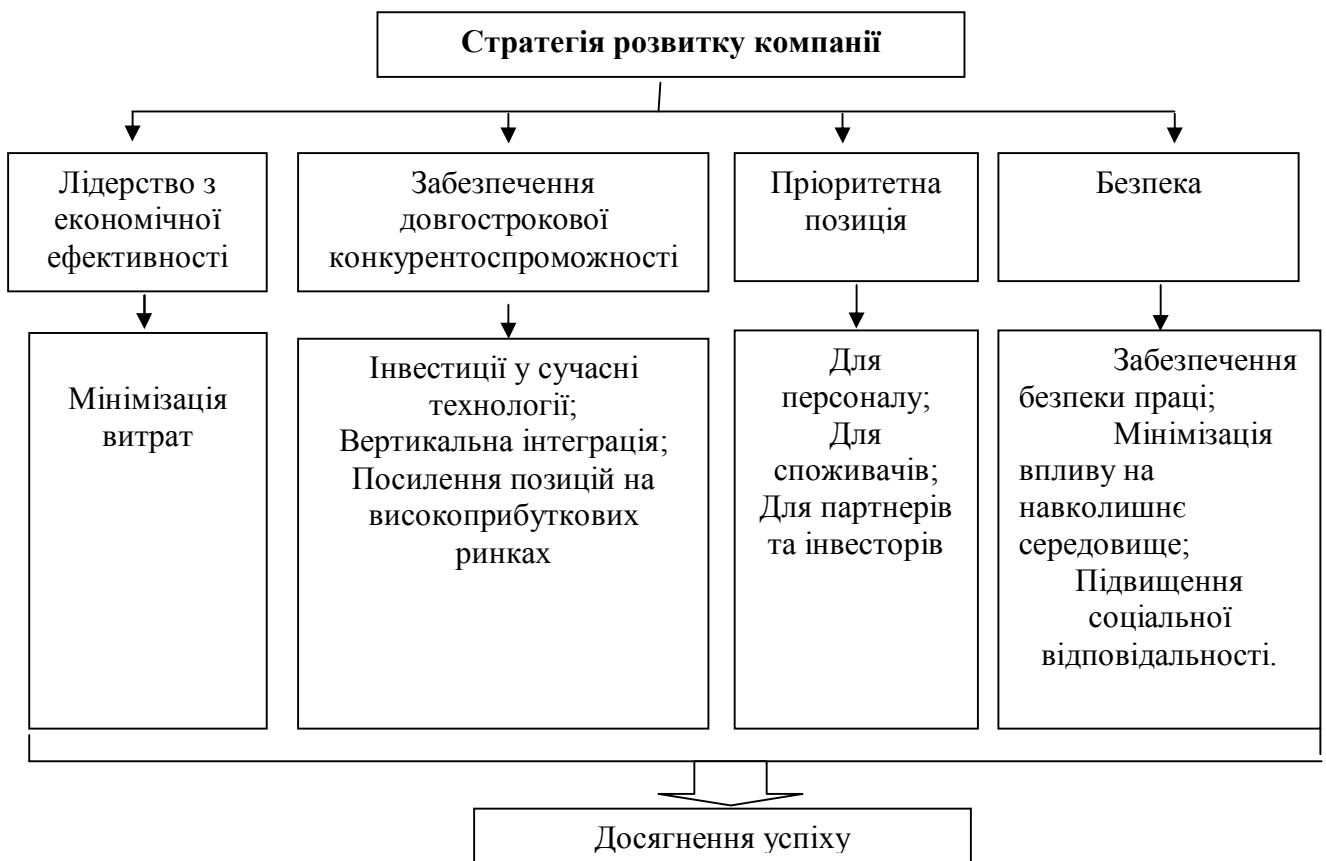 Стратегія розвитку компанії
Лідерство з
економічної
ефективності
Забезпечення
довгострокової
конкурентоспроможності
Пріоритетна
позиція
Безпека
Мінімізація
витрат
Інвестиції у сучасні
технології;
Вертикальна інтеграція;
Посилення позицій на
високоприбуткових
ринках
Для
персоналу;
Для
споживачів;
Для партнерів
та інвесторів
Забезпечення
безпеки праці;
Мінімізація
впливу на
навколишнє
середовище;
Підвищення
соціальної
відповідальності.
Досягнення успіху